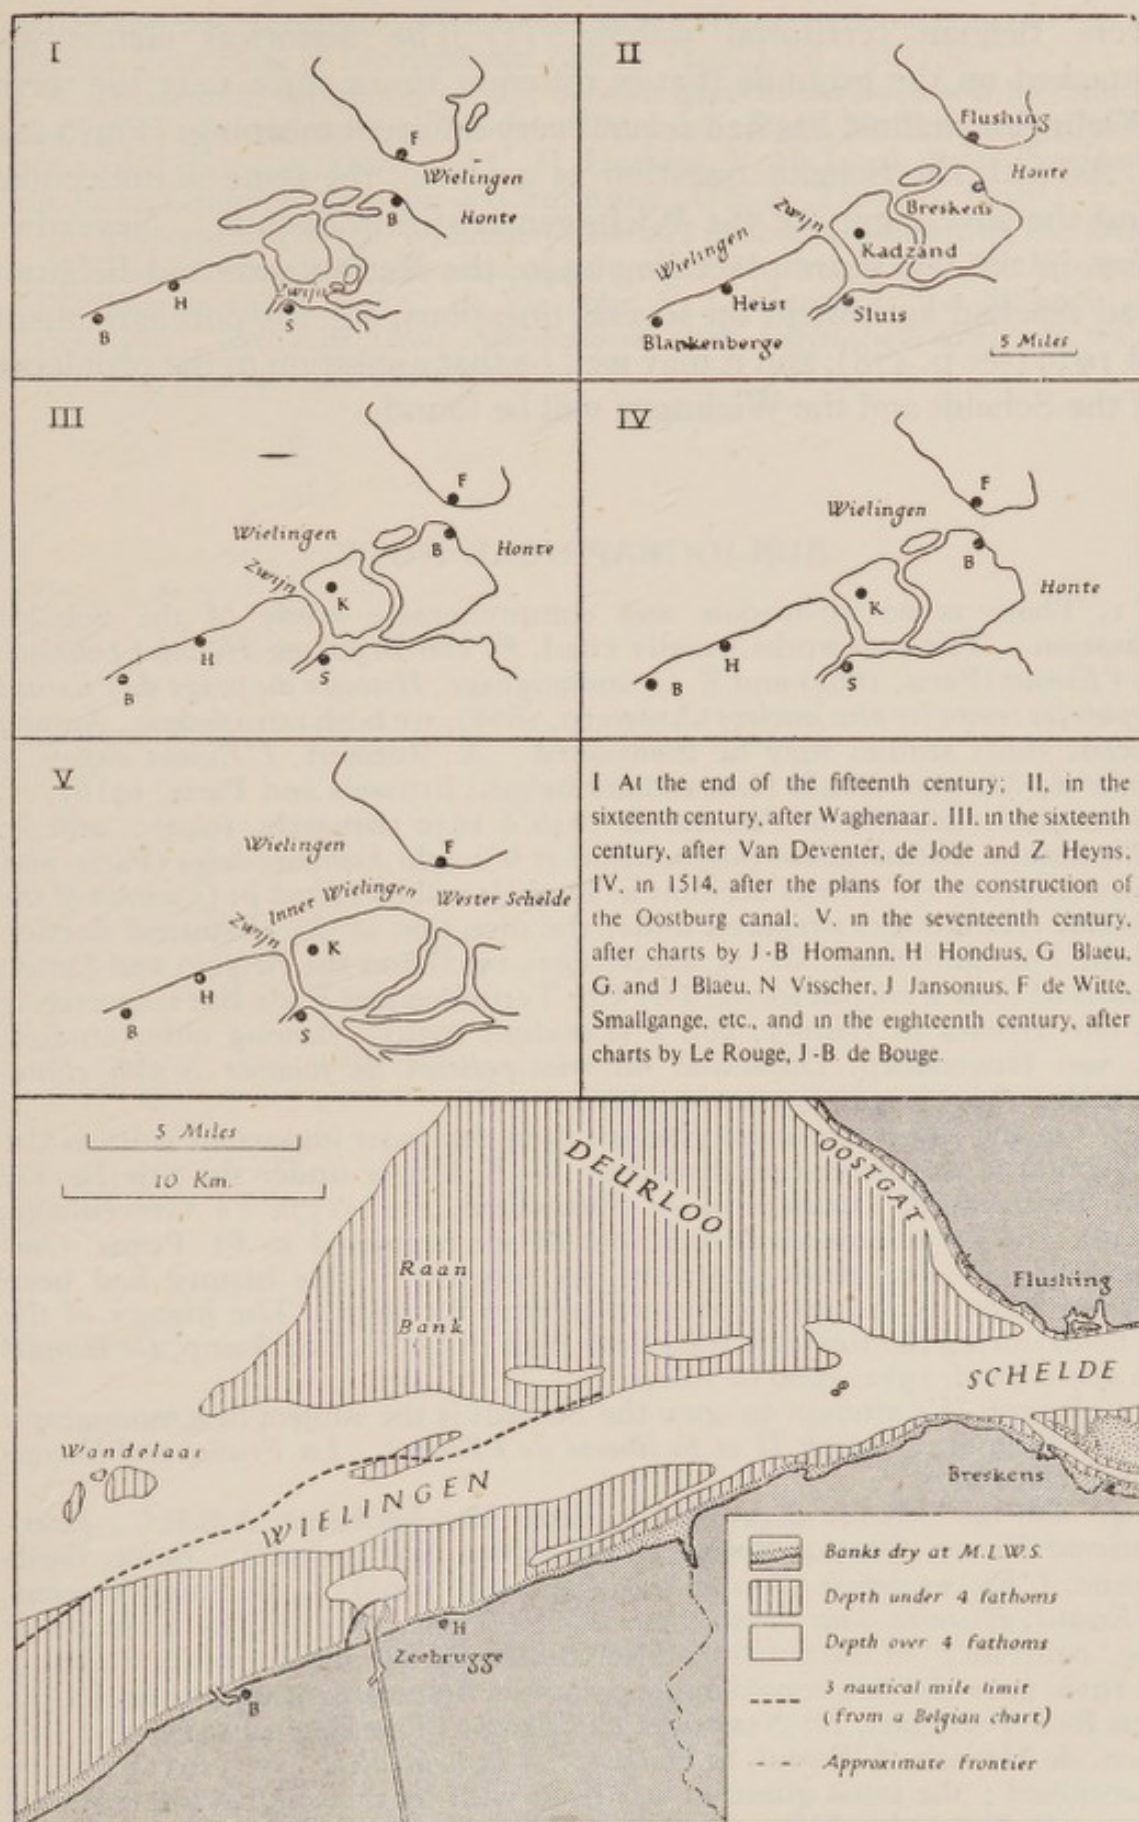 I
F
Wielingen
B
Honte
H
Zwijn
S
B
II
Flushing
Honte
Breskens
Zwijn
Kadzand
Wielingen
Heist
Sluis
Blankenberge
5 Miles
III
F
Wielingen
B
Honte
Zwijn
K
H
S
B
IV
F
Wielingen
B
Honte
K
H
S
B
V
Wielingen
F
Inner Wielingen
Wester Schelde
Zwijn
K
H
B
S
I At the end of the fifteenth century; II, in the
sixteenth century, after Waghenaar. III, in the sixteenth
century, after Van Deventer, de Jode and Z. Heyns,
IV, in 1514, after the plans for the construction of
the Oostburg canal; V, in the seventeenth century,
after charts by J-B Homann, H Hondius, G Blaeu,
G. and J Blaeu, N Visscher, J Jansonius, F de Witte,
Smallgange, etc., and in the eighteenth century, after
charts by Le Rouge, J-B. de Bouge.
5 Miles
10 Km.
DEURLOO
OOSTGAT
Raan
Bank
Flushing
SCHELDE
Wandelaar
WIELINGEN
Breskens
H
Zeebrugge
B
Banks dry at M.L.W.S.
Depth under 4 fathoms
Depth over 4 fathoms
3 nautical mile limit
(from a Belgian chart)
Approximate frontier